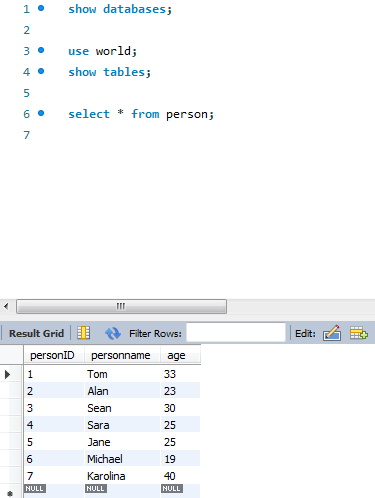 1 show databases;
2
3 use world;
4 show tables;
5
6 select * from person;
7
Result Grid Filter Rows: Edit:
personID personname age
1 Tom 33
2 Alan 23
3 Sean 30
4 Sara 25
5 Jane 25
6 Michael 19
7 Karolina 40
NULL NULL NULL